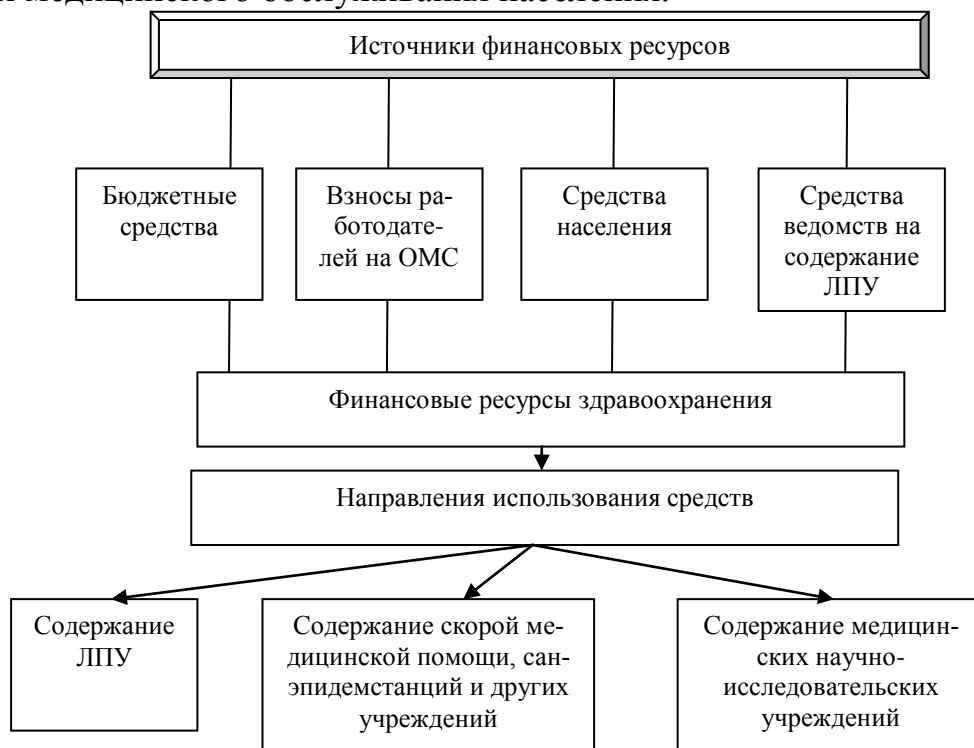 медицинского обслуживания населения.
Источники финансовых ресурсов
Бюджетные
средства
Взносы ра-
ботодате-
лей на ОМС
Средства
населения
Средства
ведомств на
содержание
ЛПУ
Финансовые ресурсы здравоохранения
Направления использования средств
Содержание
ЛПУ
Содержание скорой ме-
дицинской помощи, сан-
эпидемстанций и других
учреждений
Содержание медицин-
ских научно-
исследовательских
учреждений